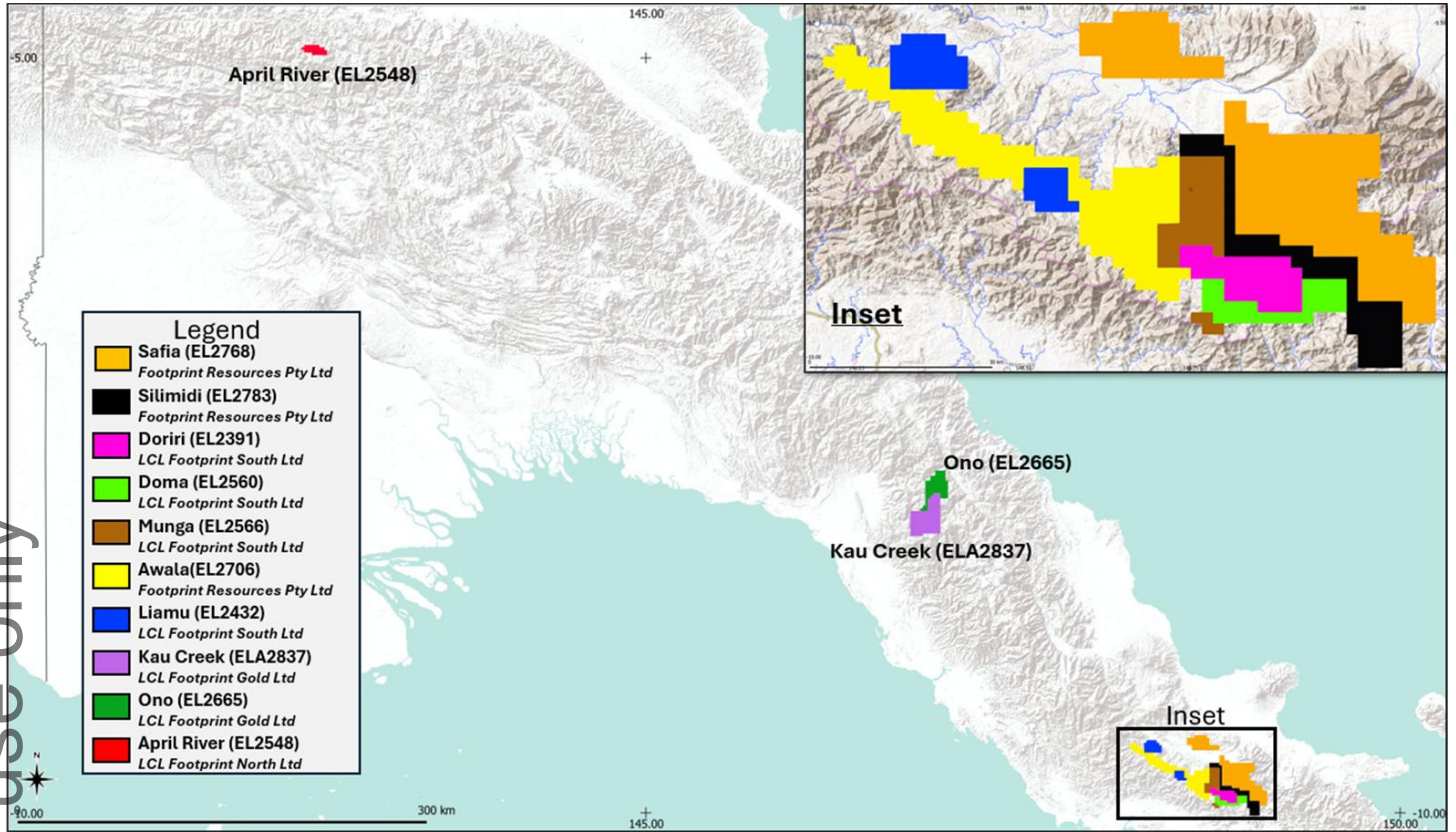 145.00
-5.00
April River (EL2548)
Inset
Legend
Safia (EL2768)
Footprint Resources Pty Ltd
Silimidi (EL2783)
Footprint Resources Pty Ltd
Doriri (EL2391)
LCL Footprint South Ltd
Doma (EL2560)
LCL Footprint South Ltd
Munga (EL2566)
LCL Footprint South Ltd
Awala(EL2706)
Footprint Resources Pty Ltd
Liamu (EL2432)
LCL Footprint South Ltd
Kau Creek (ELA2837)
LCL Footprint Gold Ltd
Ono (EL2665)
LCL Footprint Gold Ltd
April River (EL2548)
LCL Footprint North Ltd
Ono (EL2665)
Kau Creek (ELA2837)
Inset
use only
N
0
300 km
-10.00
145.00
150.00
-10.00